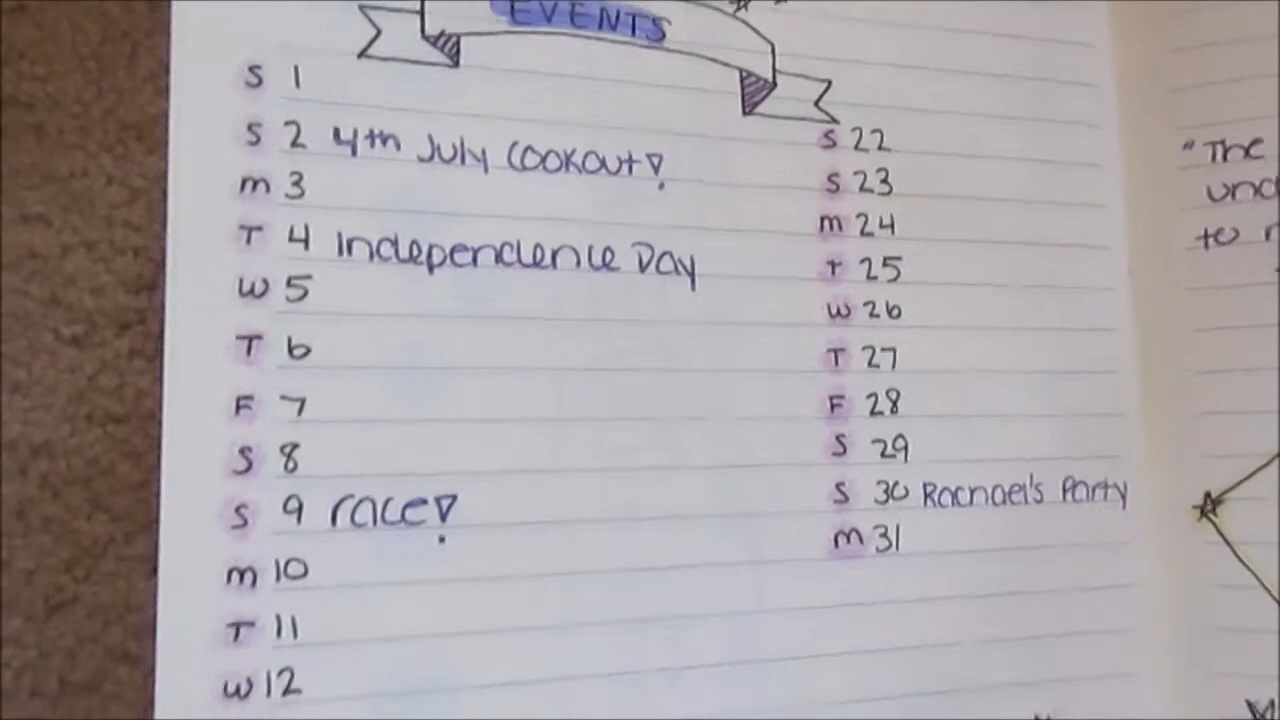 EVENTS
S 1
S 2 4th July Cookout!
M 3
T 4 Independence Day
W 5
T 6
F 7
S 8
S 9 race!
M 10
T 11
W 12
S 22
S 23
M 24
T 25
W 26
T 27
F 28
S 29
S 30 Rachael's Party
M 31
"The
to